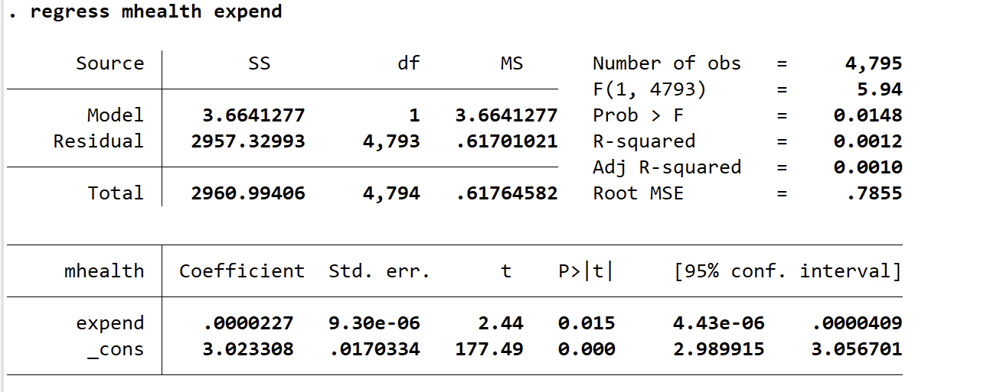 . regress mhealth expend
Source | SS df MS Number of obs = 4,795
F(1, 4793) = 5.94
Model | 3.6641277 1 3.6641277 Prob > F = 0.0148
Residual | 2957.32993 4,793 .61701021 R-squared = 0.0012
Adj R-squared = 0.0010
Total | 2960.99406 4,794 .61764582 Root MSE = .7855
mhealth | Coefficient Std. err. t P>|t| [95% conf. interval]
expend | .0000227 9.30e-06 2.44 0.015 4.43e-06 .0000409
_cons | 3.023308 .0170334 177.49 0.000 2.989915 3.056701